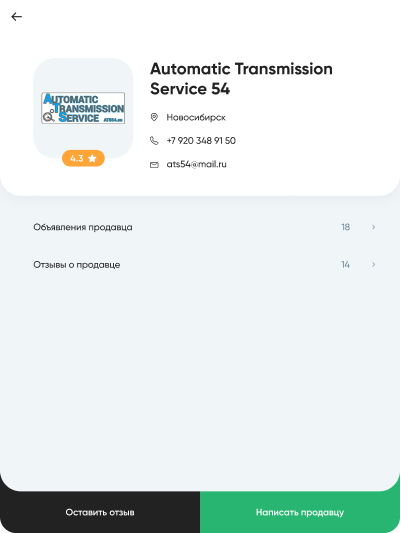 Automatic Transmission
Service 54
AUTOMATIC
TRANSMISSION
SERVICE ATS54.RU
Новосибирск
+7 920 348 91 50
4.3
ats54@mail.ru
Объявления продавца 18
Отзывы о продавце 14
Оставить отзыв
Написать продавцу